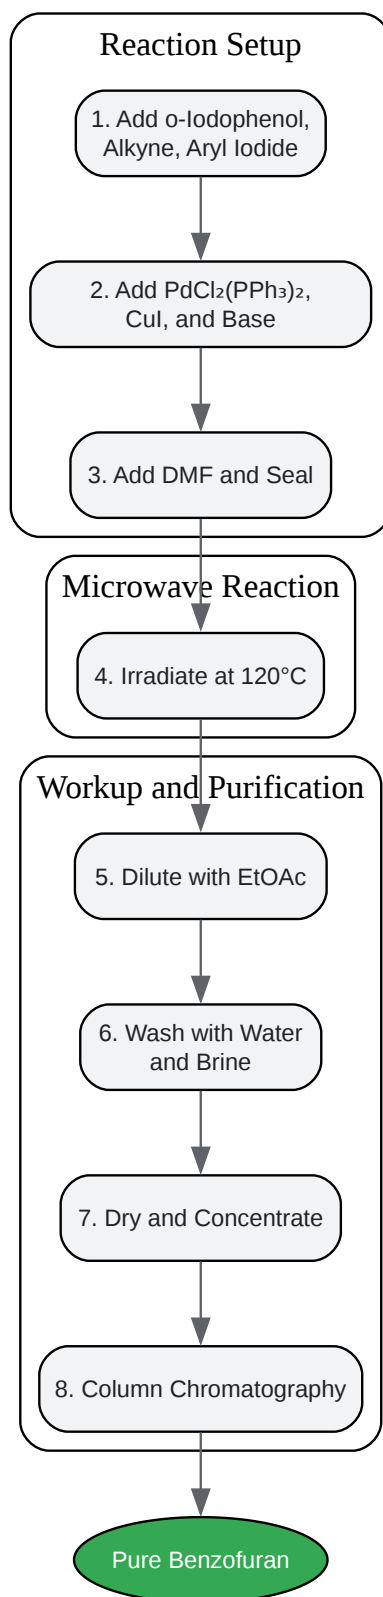 Reaction Setup
1. Add o-Iodophenol,
Alkyne, Aryl Iodide
2. Add PdCl₂(PPh₃)₂,
CuI, and Base
3. Add DMF and Seal
Microwave Reaction
4. Irradiate at 120°C
Workup and Purification
5. Dilute with EtOAc
6. Wash with Water
and Brine
7. Dry and Concentrate
8. Column Chromatography
Pure Benzofuran